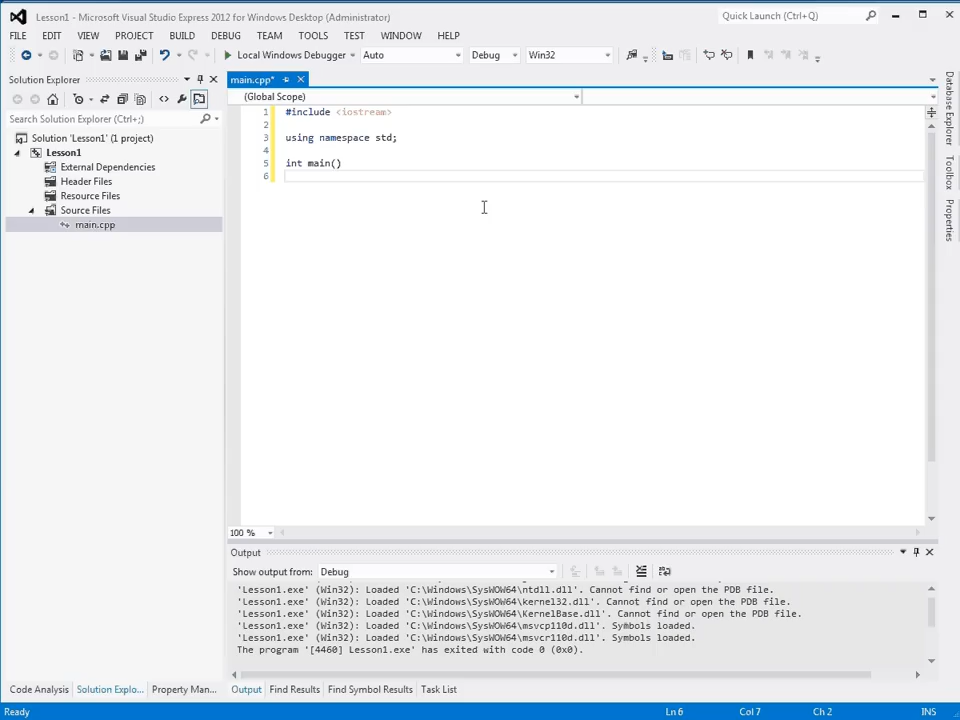 Lesson1 - Microsoft Visual Studio Express 2012 for Windows Desktop (Administrator)
Quick Launch (Ctrl+Q)
FILE EDIT VIEW PROJECT BUILD DEBUG TEAM TOOLS TEST WINDOW HELP
Local Windows Debugger Auto Debug Win32
Solution Explorer
Search Solution Explorer (Ctrl+;)
Solution 'Lesson1' (1 project)
Lesson1
External Dependencies
Header Files
Resource Files
Source Files
main.cpp
main.cpp*
(Global Scope)
1 #include <iostream>
2
3 using namespace std;
4
5 int main()
6
100 %
Database Explorer
Toolbox
Properties
Output
Show output from: Debug
'Lesson1.exe' (Win32): Loaded 'C:\Windows\SysWOW64\ntdll.dll'. Cannot find or open the PDB file.
'Lesson1.exe' (Win32): Loaded 'C:\Windows\SysWOW64\kernel32.dll'. Cannot find or open the PDB file.
'Lesson1.exe' (Win32): Loaded 'C:\Windows\SysWOW64\KernelBase.dll'. Cannot find or open the PDB file.
'Lesson1.exe' (Win32): Loaded 'C:\Windows\SysWOW64\msvcp110d.dll'. Symbols loaded.
'Lesson1.exe' (Win32): Loaded 'C:\Windows\SysWOW64\msvcr110d.dll'. Symbols loaded.
The program '[4460] Lesson1.exe' has exited with code 0 (0x0).
Code Analysis Solution Explo... Property Man...
Output Find Results Find Symbol Results Task List
Ready Ln 6 Col 7 Ch 2 INS